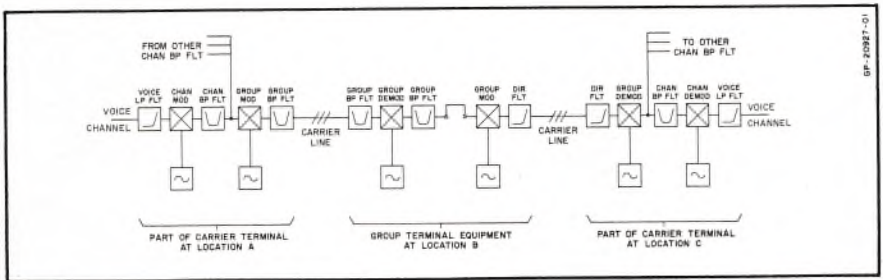 GP-20927-01
FROM OTHER
CHAN BP FLT
TO OTHER
CHAN BP FLT
VOICE
LP FLT
CHAN
MOD
CHAN
BP FLT
GROUP
MOD
GROUP
BP FLT
GROUP
BP FLT
GROUP
DEMOD
GROUP
BP FLT
GROUP
MOD
DIR
FLT
DIR
FLT
GROUP
DEMOD
CHAN
BP FLT
CHAN
DEMOD
VOICE
LP FLT
VOICE
CHANNEL
CARRIER
LINE
CARRIER
LINE
VOICE
CHANNEL
PART OF CARRIER TERMINAL
AT LOCATION A
GROUP TERMINAL EQUIPMENT
AT LOCATION B
PART OF CARRIER TERMINAL
AT LOCATION C